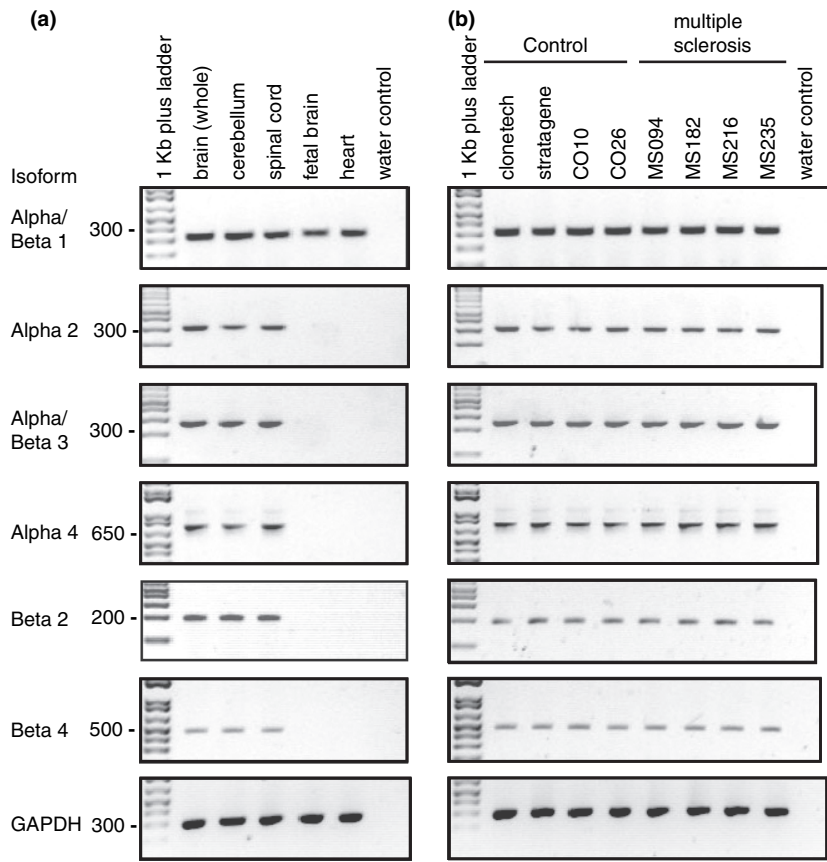 (a)
1 Kb plus ladder
brain (whole)
cerebellum
spinal cord
fetal brain
heart
water control
Isoform
Alpha/
Beta 1
300 -
Alpha 2
300 -
Alpha/
Beta 3
300 -
Alpha 4
650 -
Beta 2
200 -
Beta 4
500 -
GAPDH
300 -
(b)
Control
multiple
sclerosis
1 Kb plus ladder
clonetech
stratagene
CO10
CO26
MS094
MS182
MS216
MS235
water control